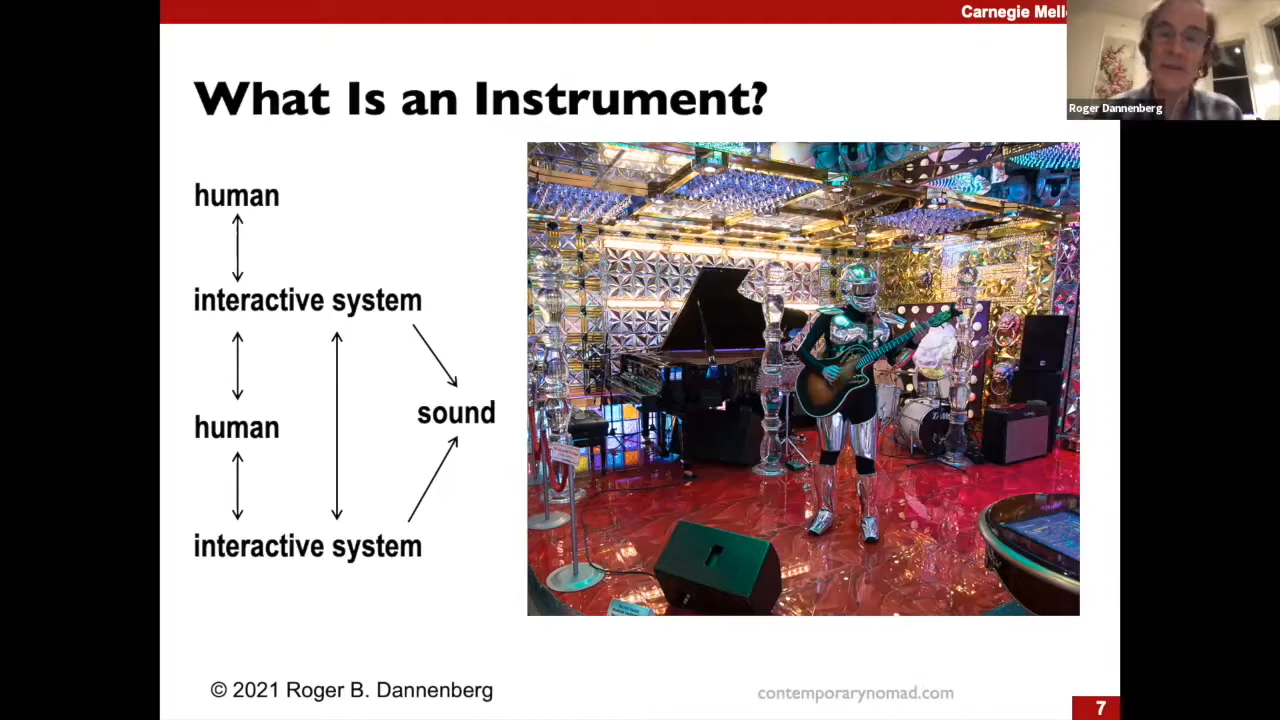 Carnegie Mell
Roger Dannenberg
What Is an Instrument?
human
interactive system
sound
human
interactive system
© 2021 Roger B. Dannenberg
contemporarynomad.com
7